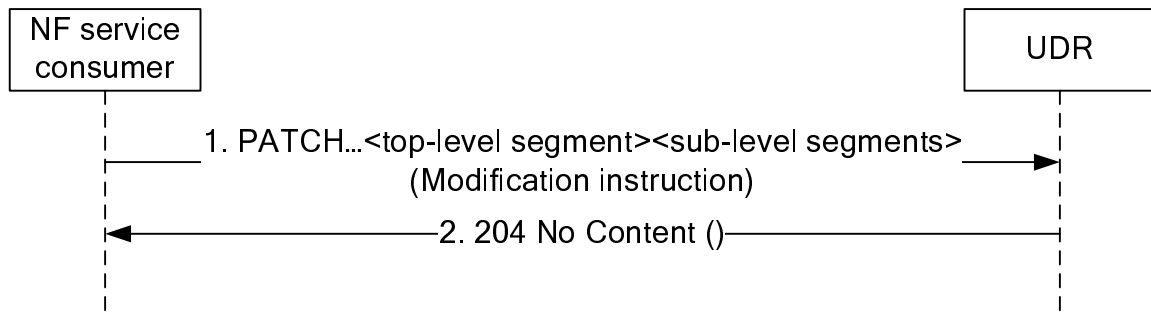 NF service
consumer
UDR
1. PATCH…<top-level segment><sub-level segments>
(Modification instruction)
2. 204 No Content ()